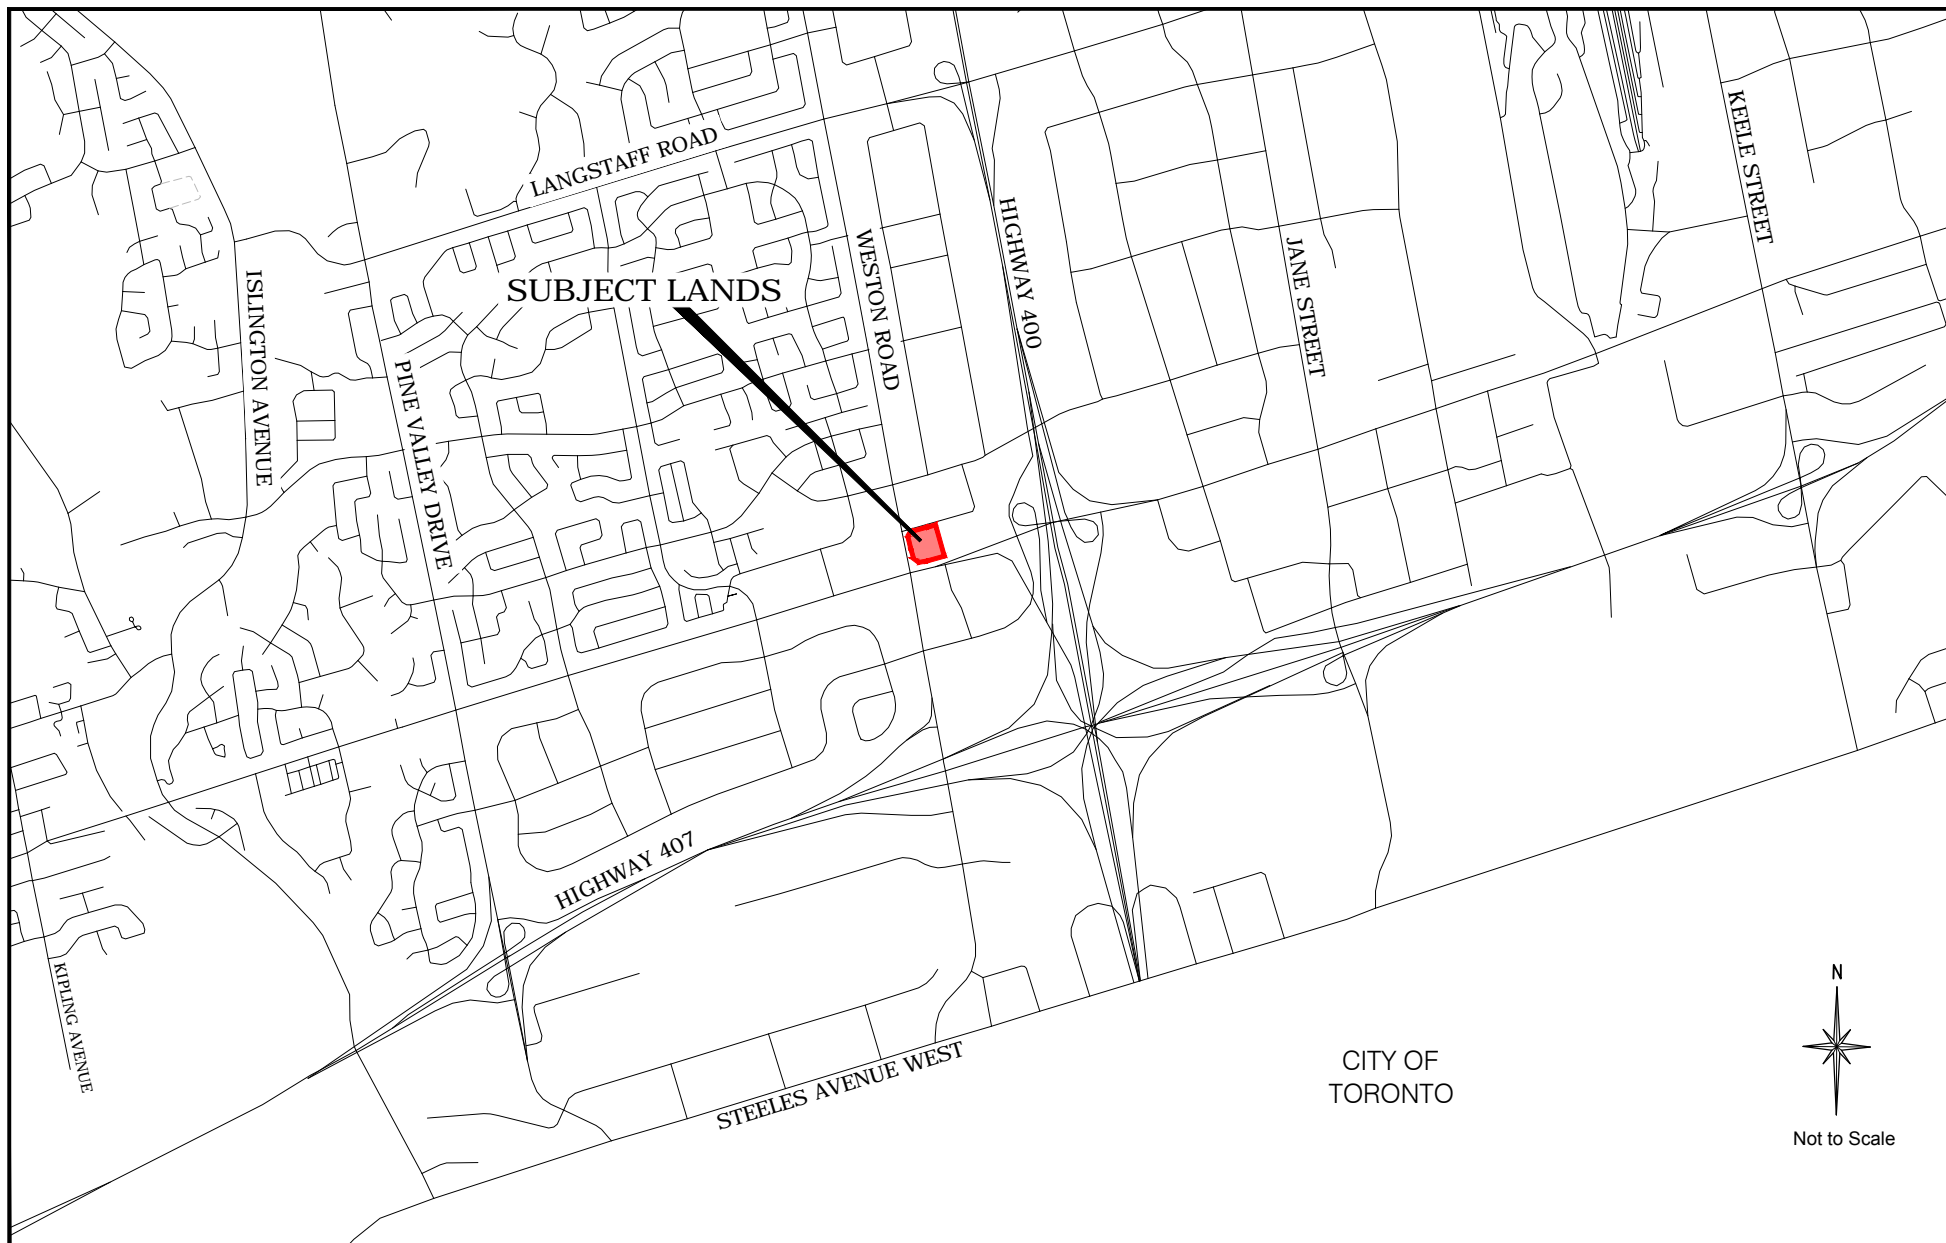 LANGSTAFF ROAD
KEELE STREET
HIGHWAY 400
WESTON ROAD
JANE STREET
ISLINGTON AVENUE
SUBJECT LANDS
PINE VALLEY DRIVE
HIGHWAY 407
KIPLING AVENUE
STEELES AVENUE WEST
CITY OF
TORONTO
N
Not to Scale